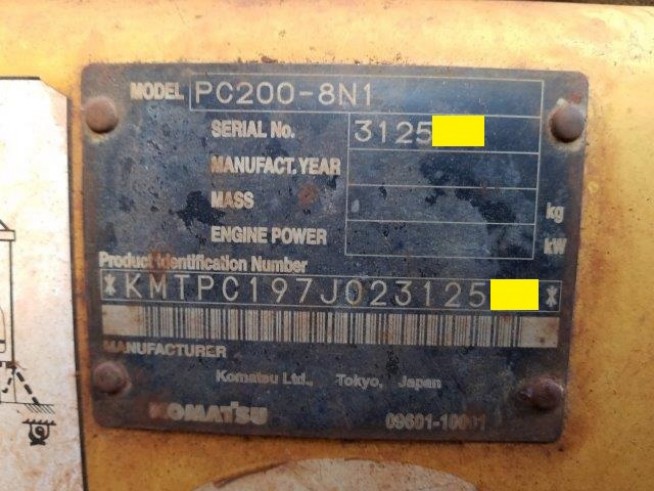 MODEL PC200-8N1
SERIAL No. 3125
MANUFACT. YEAR
MASS kg
ENGINE POWER kW
Product Identification Number
*KMTPC197J023125 *
MANUFACTURER
Komatsu Ltd., Tokyo, Japan
KOMATSU